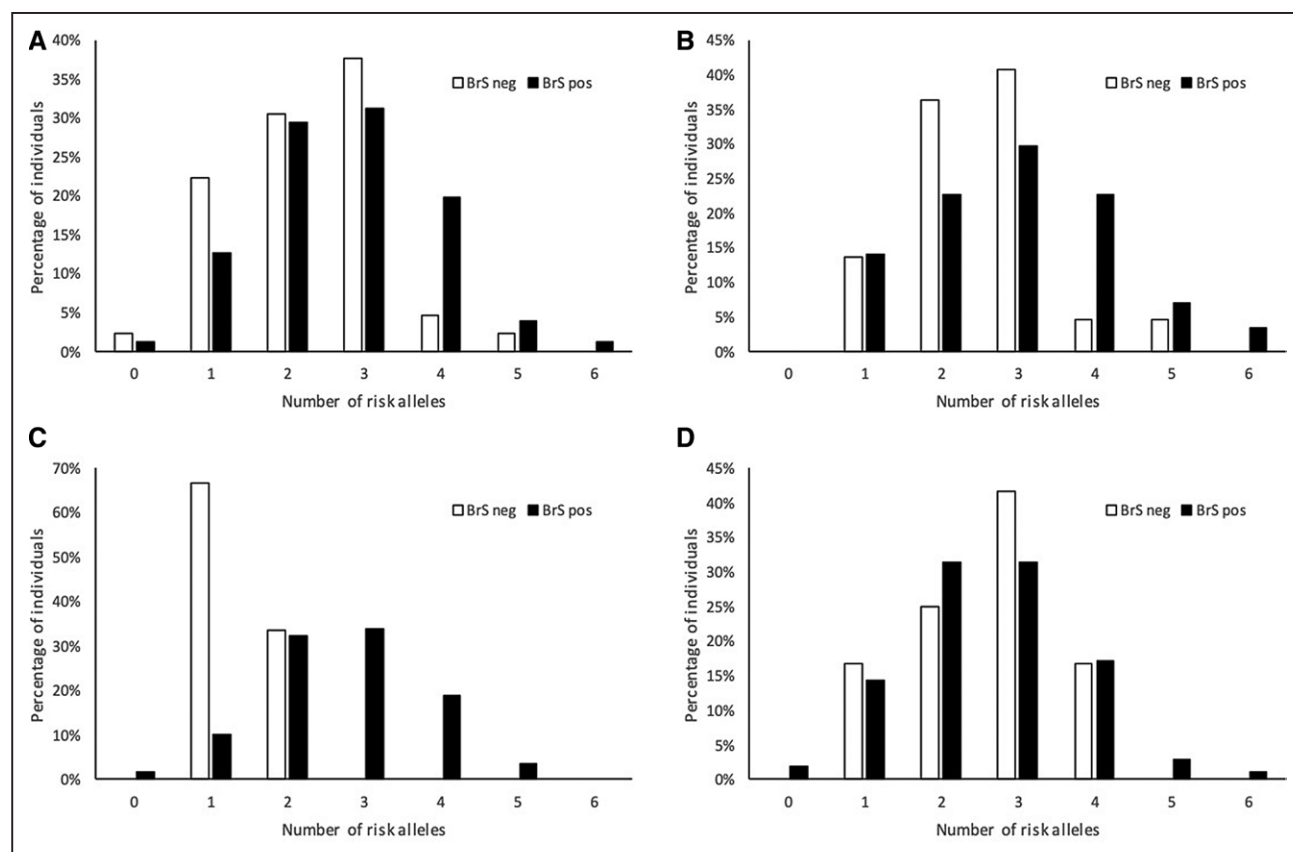 A
40%
35%
30%
25%
20%
15%
10%
5%
0%
Percentage of individuals
BrS neg BrS pos
0 1 2 3 4 5 6
Number of risk alleles
B
45%
40%
35%
30%
25%
20%
15%
10%
5%
0%
Percentage of individuals
BrS neg BrS pos
0 1 2 3 4 5 6
Number of risk alleles
C
70%
60%
50%
40%
30%
20%
10%
0%
Percentage of individuals
BrS neg BrS pos
0 1 2 3 4 5 6
Number of risk alleles
D
45%
40%
35%
30%
25%
20%
15%
10%
5%
0%
Percentage of individuals
BrS neg BrS pos
0 1 2 3 4 5 6
Number of risk alleles